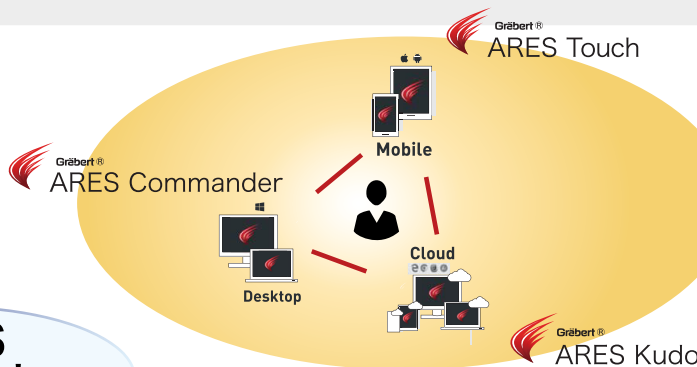 Gräbert®
ARES Touch
Mobile
Gräbert®
ARES Commander
Cloud
Desktop
Gräbert®
ARES Kudo
S